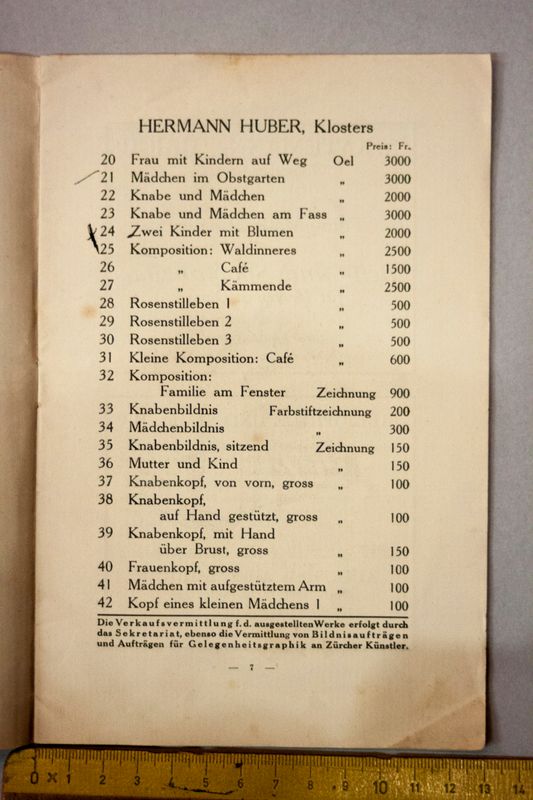 HERMANN HUBER, Klosters
Preis: Fr.
20 Frau mit Kindern auf Weg Oel 3000
21 Mädchen im Obstgarten „ 3000
22 Knabe und Mädchen „ 2000
23 Knabe und Mädchen am Fass „ 3000
24 Zwei Kinder mit Blumen „ 2000
25 Komposition: Waldinneres „ 2500
26 „ Café „ 1500
27 „ Kämmende „ 2500
28 Rosenstilleben 1 „ 500
29 Rosenstilleben 2 „ 500
30 Rosenstilleben 3 „ 500
31 Kleine Komposition: Café „ 600
32 Komposition:
Familie am Fenster Zeichnung 900
33 Knabenbildnis Farbstiftzeichnung 200
34 Mädchenbildnis „ 300
35 Knabenbildnis, sitzend Zeichnung 150
36 Mutter und Kind „ 150
37 Knabenkopf, von vorn, gross „ 100
38 Knabenkopf,
auf Hand gestützt, gross „ 100
39 Knabenkopf, mit Hand
über Brust, gross „ 150
40 Frauenkopf, gross „ 100
41 Mädchen mit aufgestütztem Arm „ 100
42 Kopf eines kleinen Mädchens 1 „ 100
Die Verkaufsvermittlung f. d. ausgestellten Werke erfolgt durch
das Sekretariat, ebenso die Vermittlung von Bildnisaufträgen
und Aufträgen für Gelegenheitsgraphik an Zürcher Künstler.
— 7 —
0 1 2 3 4 5 6 7 8 9 10 11 12 13 14